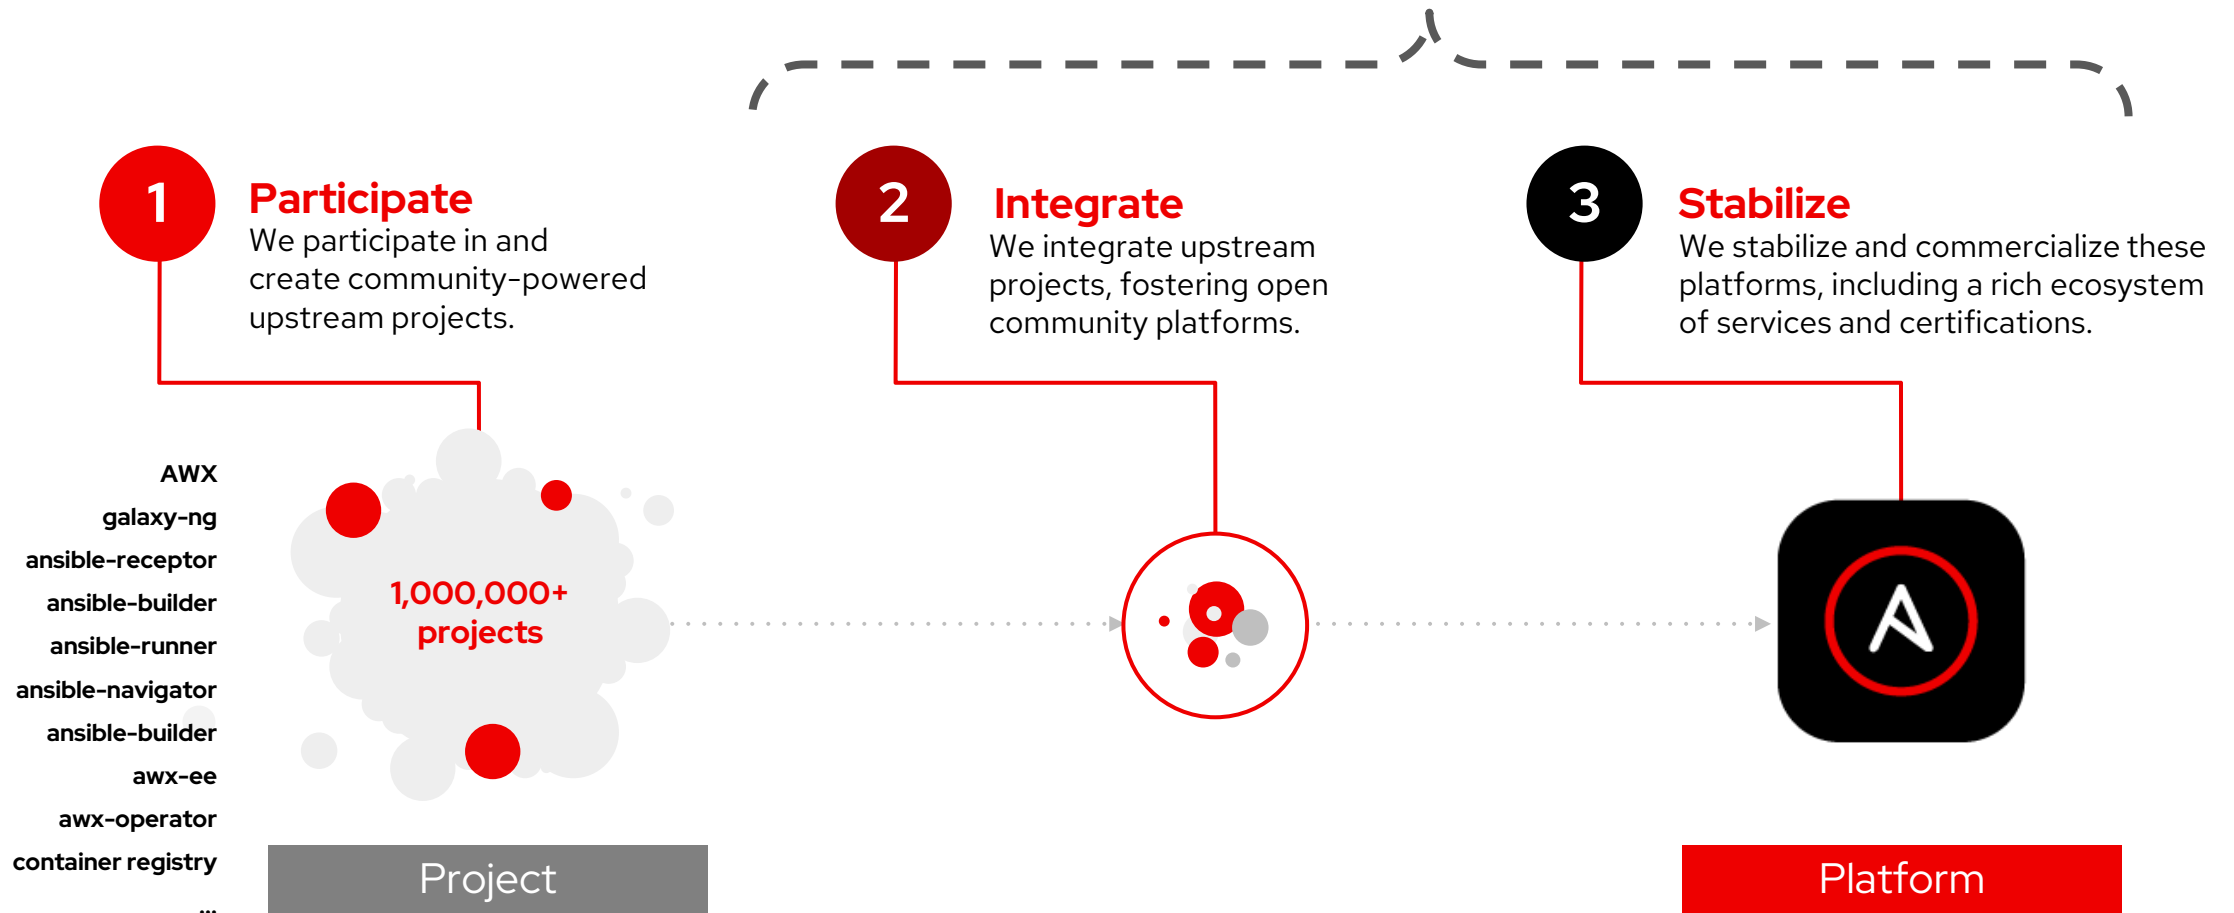 1
Participate
We participate in and
create community-powered
upstream projects.
2
Integrate
We integrate upstream
projects, fostering open
community platforms.
3
Stabilize
We stabilize and commercialize these
platforms, including a rich ecosystem
of services and certifications.
AWX
galaxy-ng
ansible-receptor
ansible-builder
ansible-runner
ansible-navigator
ansible-builder
awx-ee
awx-operator
container registry
...
1,000,000+
projects
Project
Platform